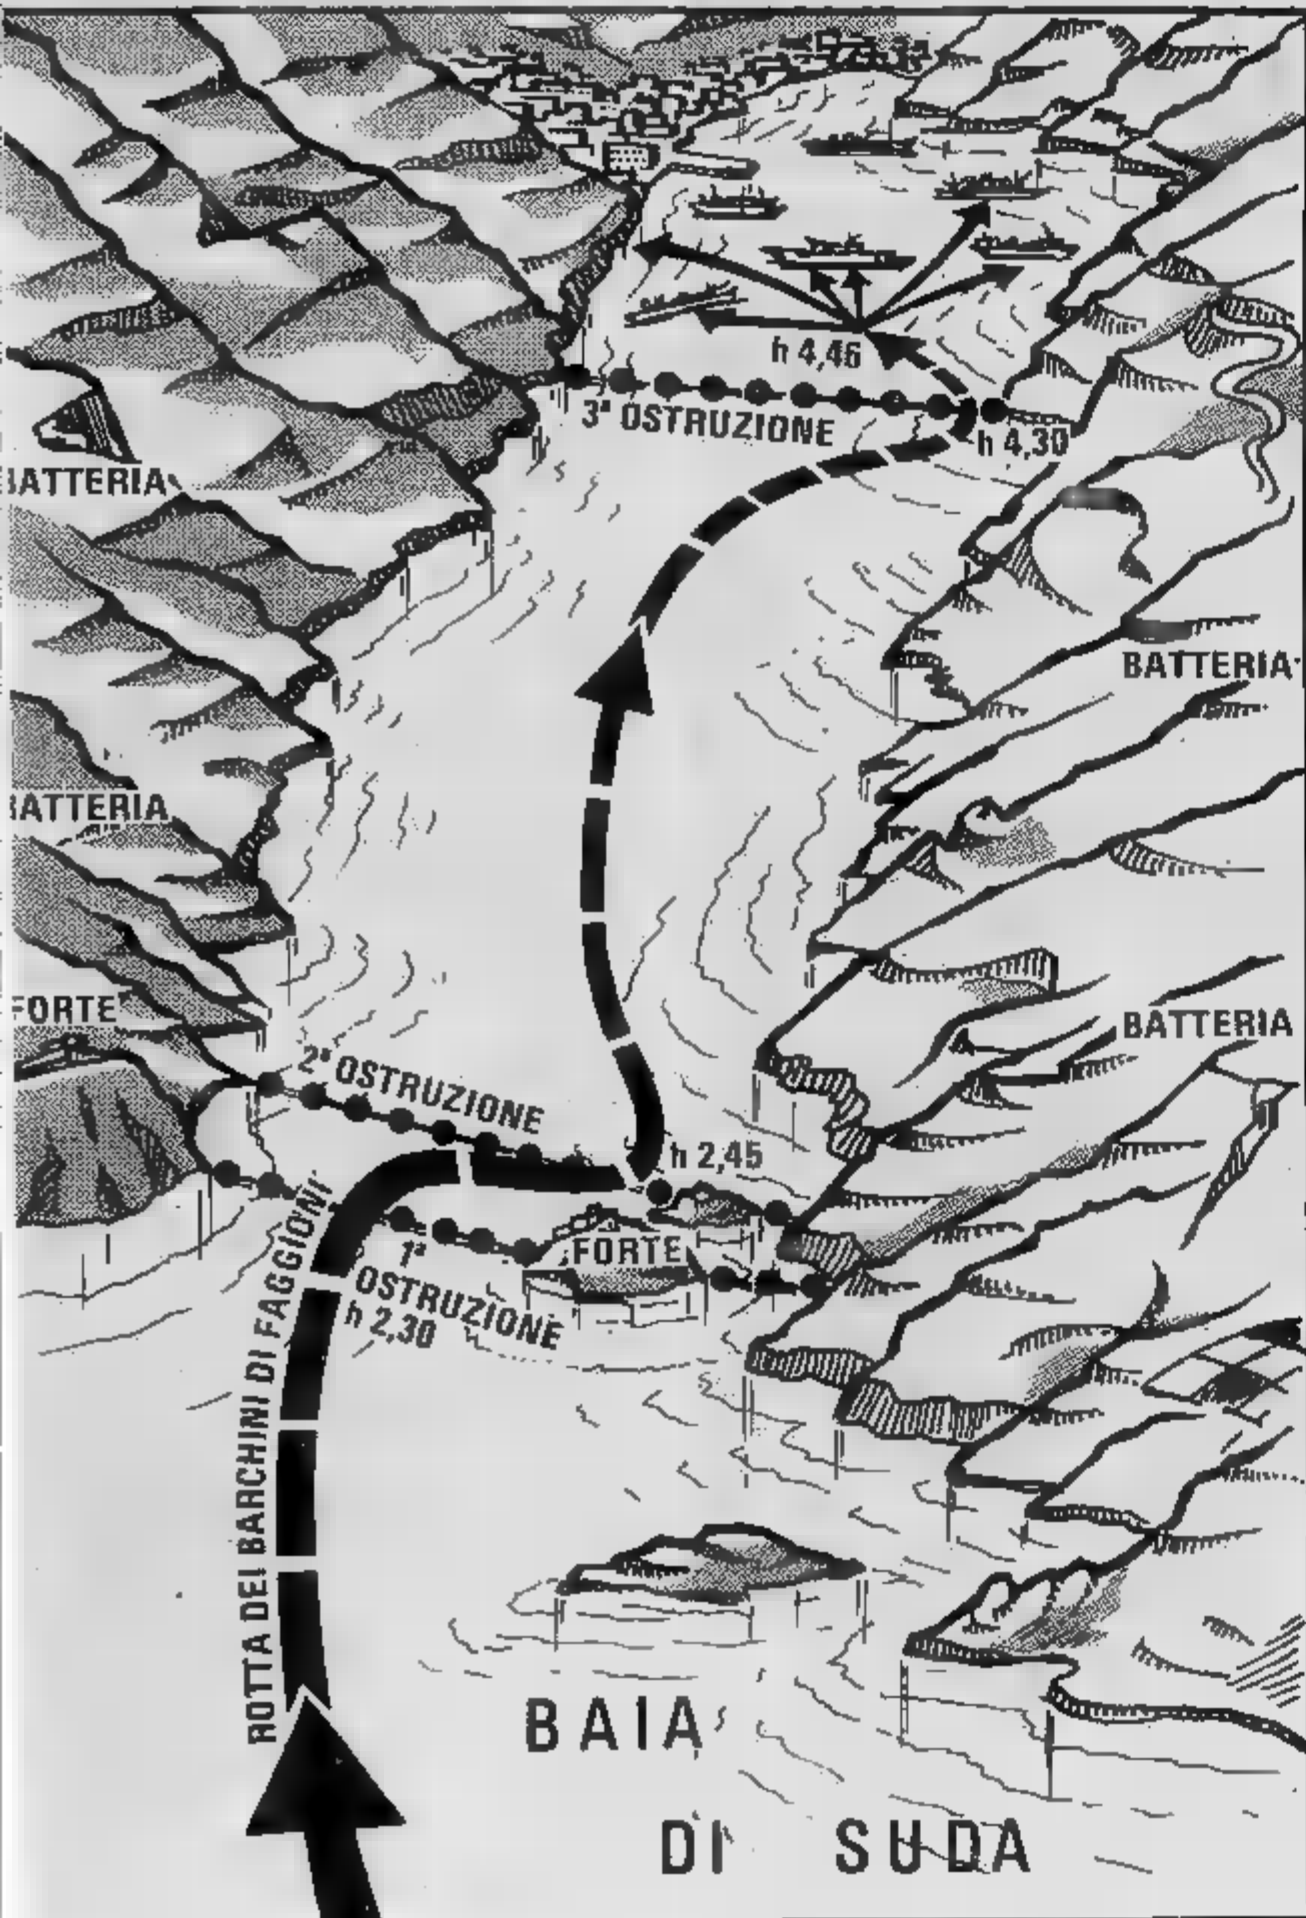 h 4,46
3ª OSTRUZIONE
h 4,30
BATTERIA
BATTERIA
BATTERIA
FORTE
BATTERIA
2ª OSTRUZIONE
h 2,45
FORTE
1ª
OSTRUZIONE
h 2,30
ROTTA DEI BARCHINI DI FAGGIONI
BAIA
DI SUDA